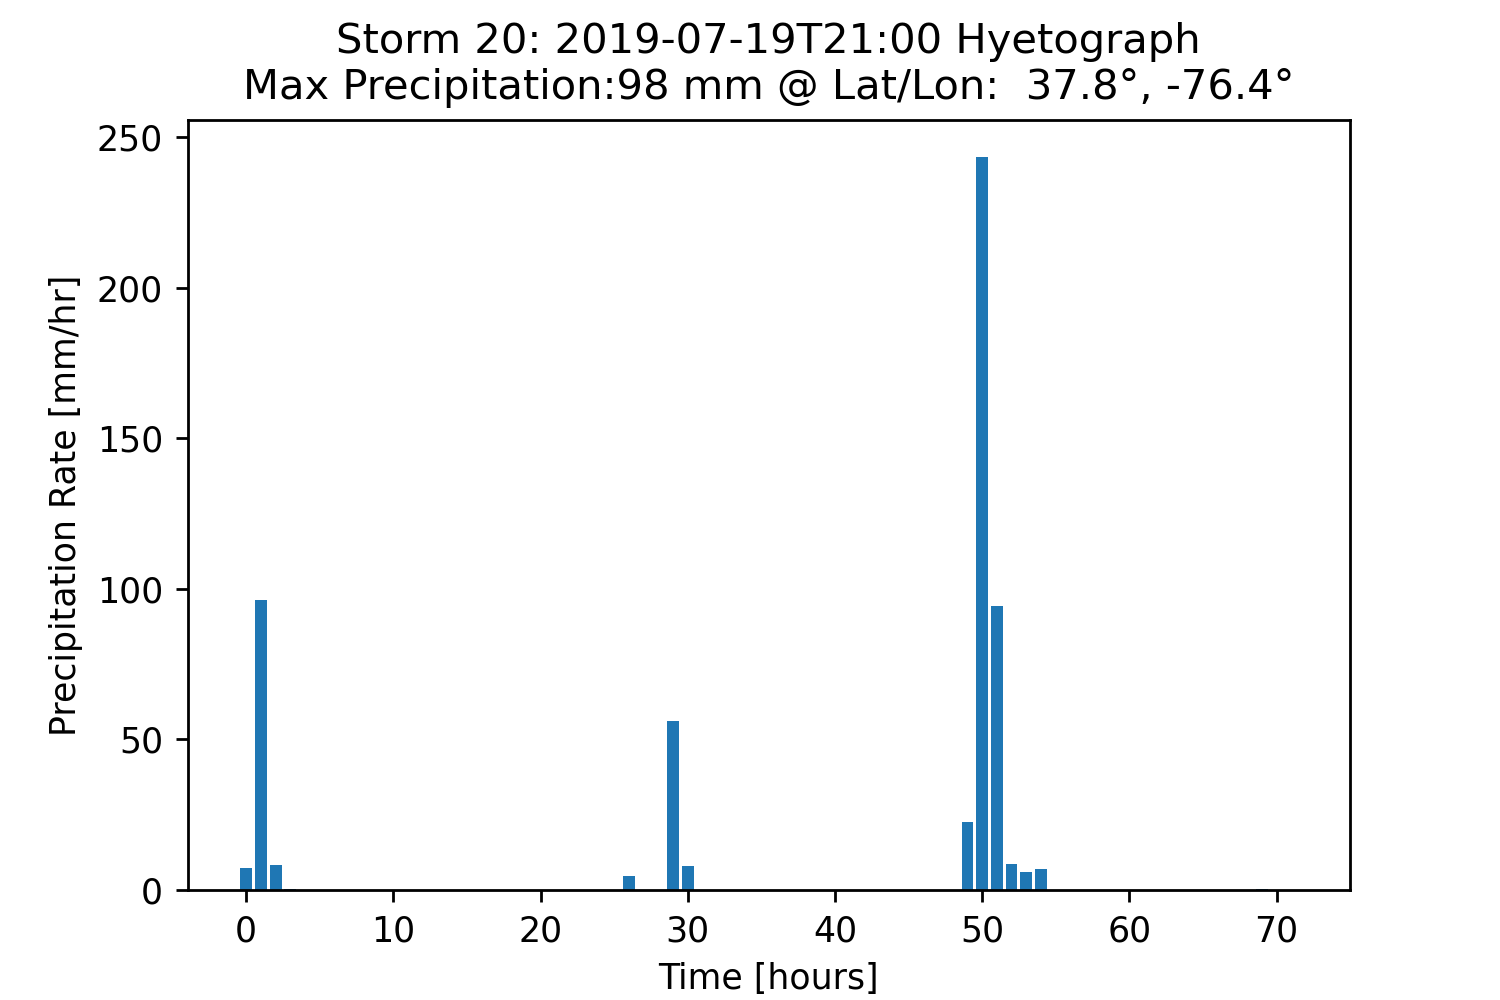 Storm 20: 2019-07-19T21:00 Hyetograph
Max Precipitation:98 mm @ Lat/Lon:  37.8°, -76.4°
250
200
150
100
50
0
Precipitation Rate [mm/hr]
0 10 20 30 40 50 60 70
Time [hours]